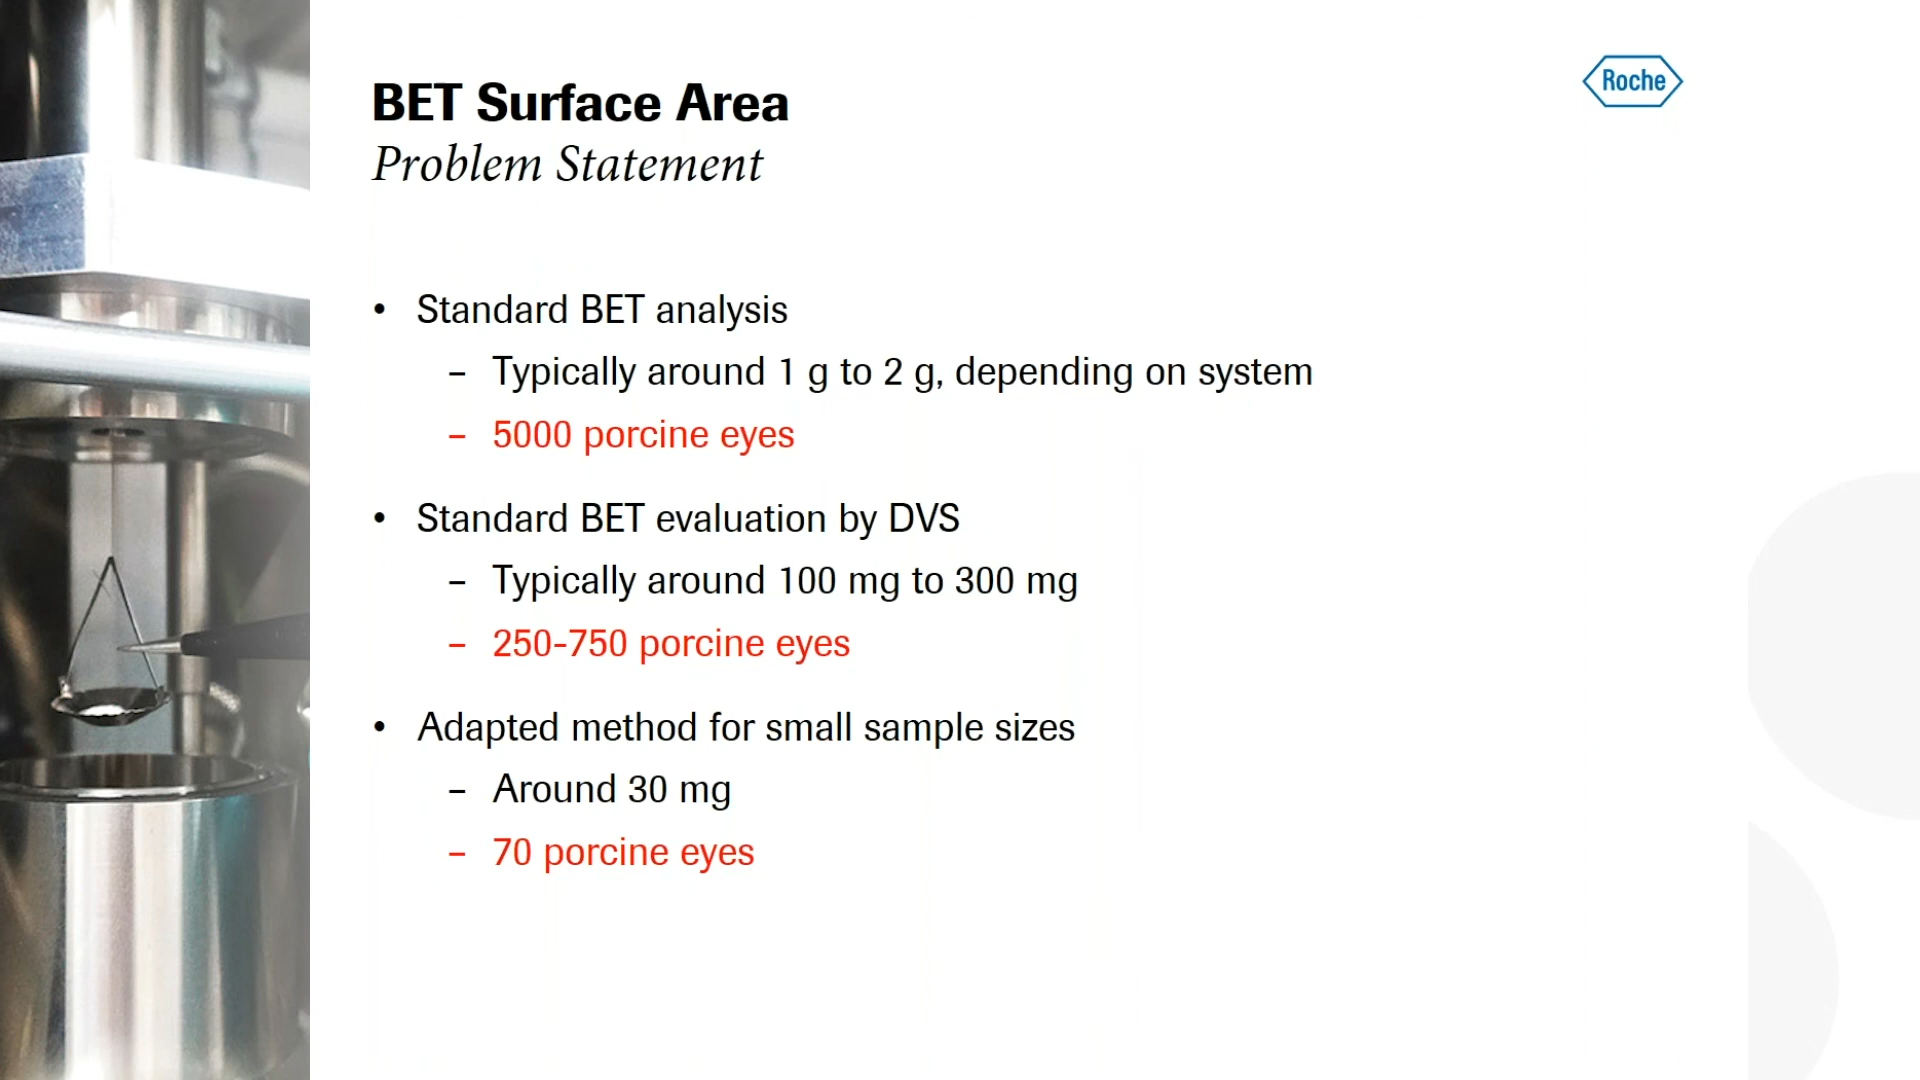 BET Surface Area
Roche
Problem Statement
• Standard BET analysis
– Typically around 1 g to 2 g, depending on system
– 5000 porcine eyes
• Standard BET evaluation by DVS
– Typically around 100 mg to 300 mg
– 250-750 porcine eyes
• Adapted method for small sample sizes
– Around 30 mg
– 70 porcine eyes